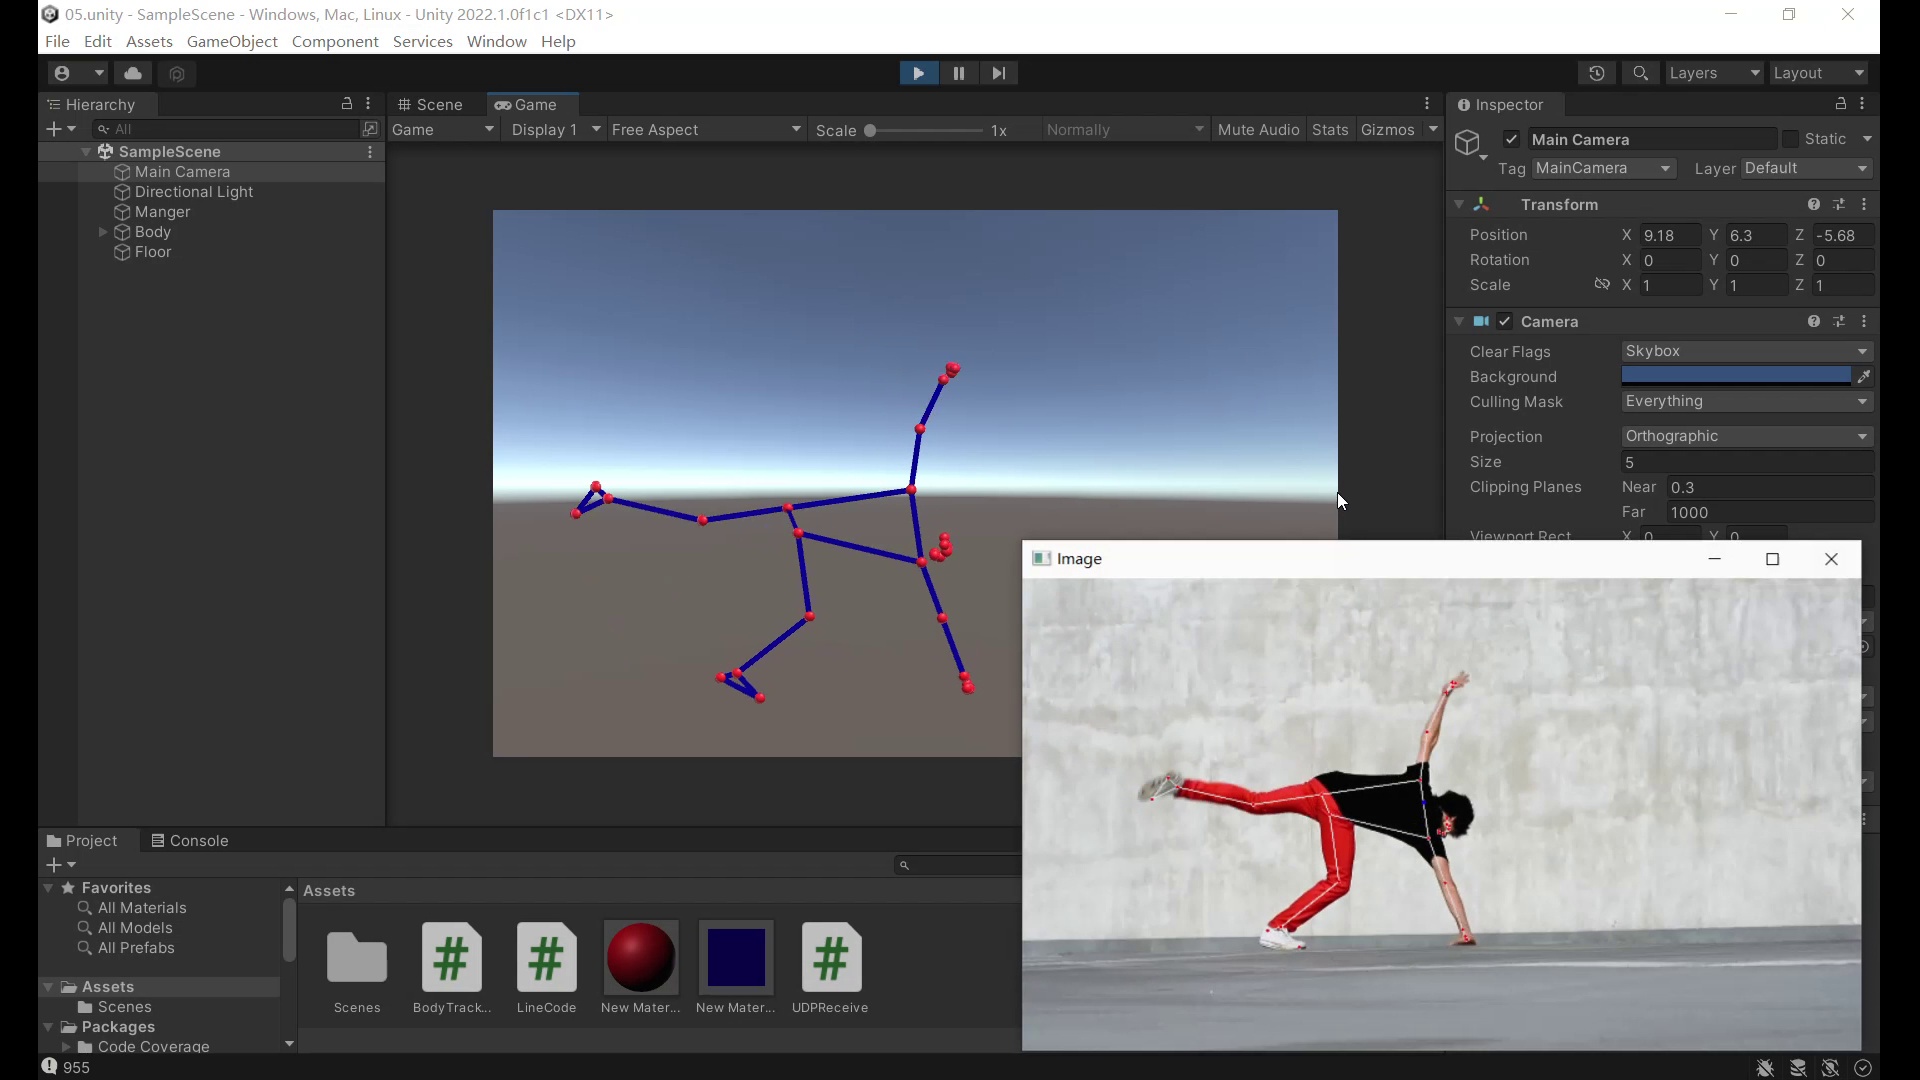 05.unity - SampleScene - Windows, Mac, Linux - Unity 2022.1.0f1c1 <DX11>
File Edit Assets GameObject Component Services Window Help
Layers Layout
Hierarchy
All
SampleScene
Main Camera
Directional Light
Manger
Body
Floor
Scene Game
Game Display 1 Free Aspect Scale 1x Normally Mute Audio Stats Gizmos
Inspector
Main Camera Static
Tag MainCamera Layer Default
Transform
Position X 9.18 Y 6.3 Z -5.68
Rotation X 0 Y 0 Z 0
Scale X 1 Y 1 Z 1
Camera
Clear Flags Skybox
Background
Culling Mask Everything
Projection Orthographic
Size 5
Clipping Planes Near 0.3
Far 1000
Viewport Rect X 0 Y 0
Image
Project Console
Favorites
All Materials
All Models
All Prefabs
Assets
Scenes
Packages
Code Coverage
Assets
Scenes BodyTrack... LineCode New Mater... New Mater... UDPReceive
955